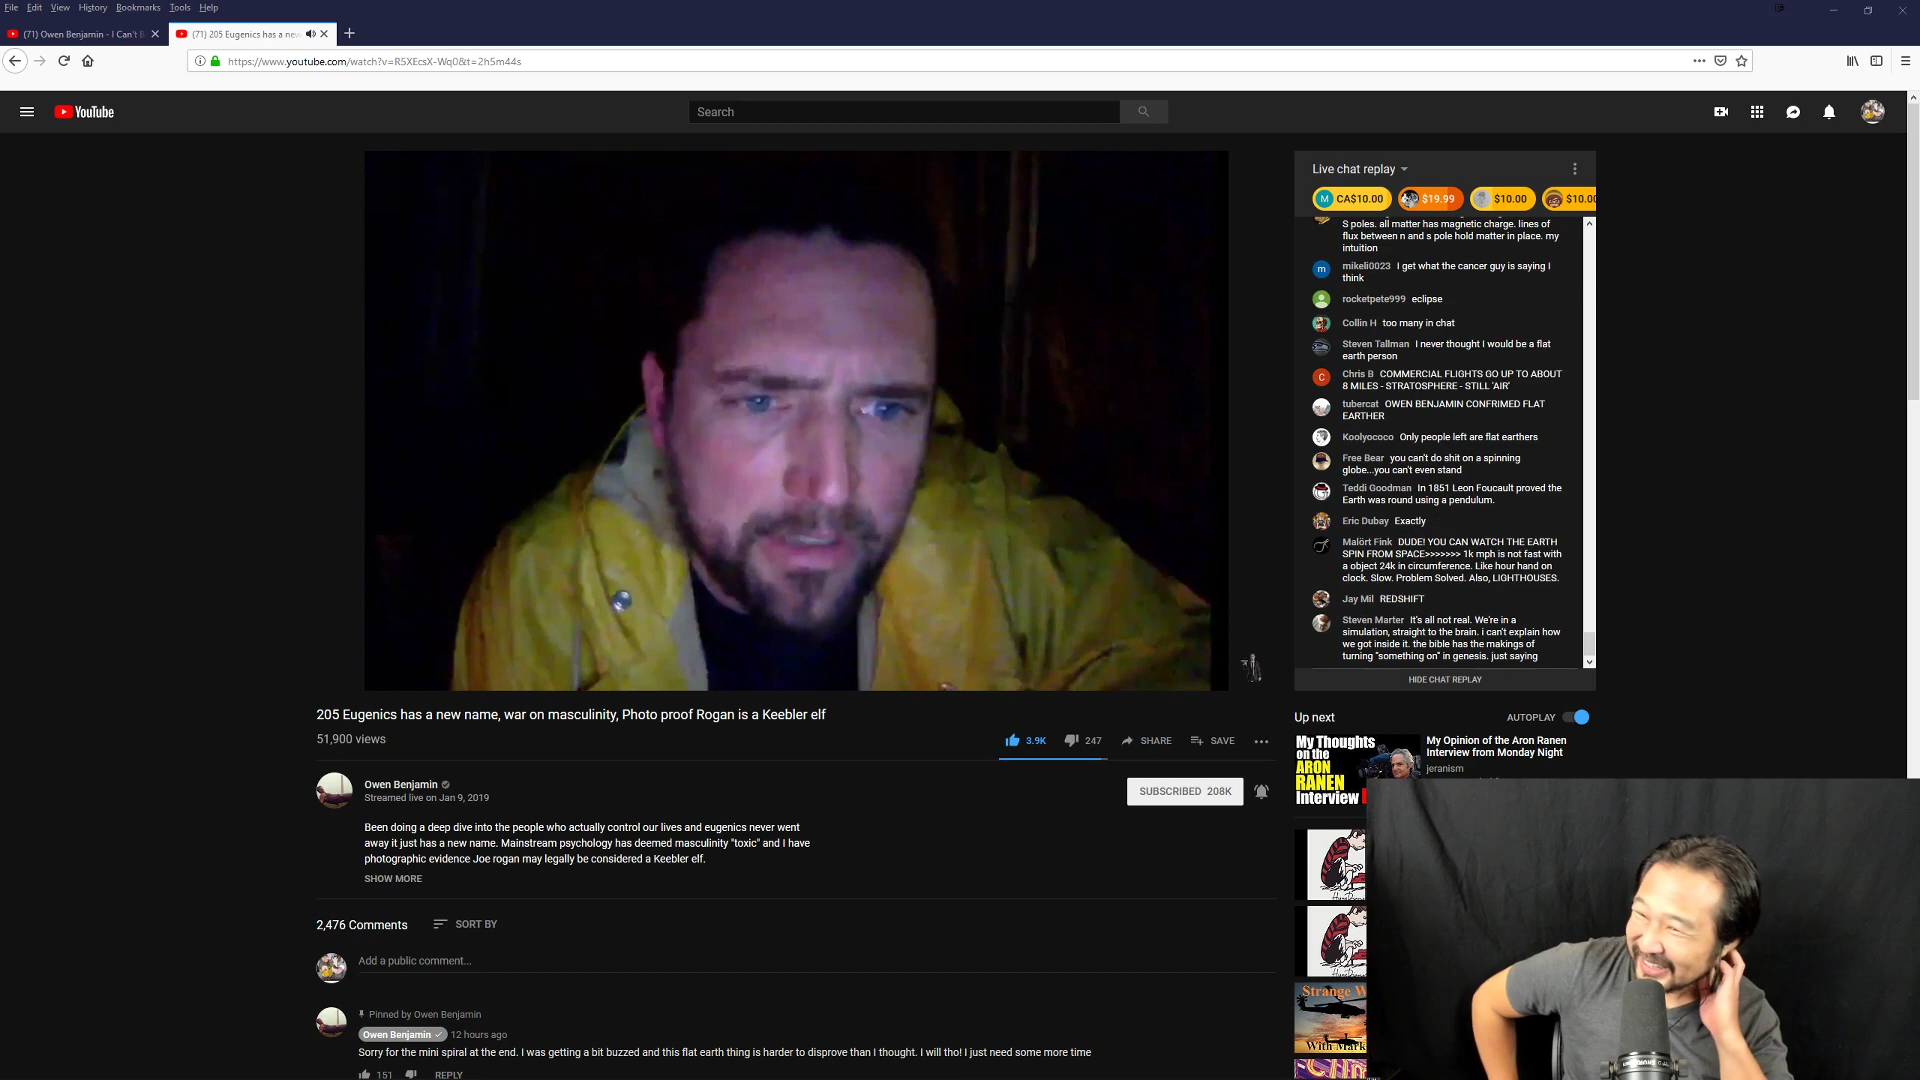 File Edit View History Bookmarks Tools Help
(71) Owen Benjamin - I Can't B
(71) 205 Eugenics has a new
https://www.youtube.com/watch?v=R5XEcsX-Wq0&t=2h5m44s
YouTube
Search
Live chat replay
M CA$10.00 $19.99 $10.00 $10.00
S poles. all matter has magnetic charge. lines of
flux between n and s pole hold matter in place. my
intuition
m mikeli0023 I get what the cancer guy is saying I
think
rocketpete999 eclipse
Collin H too many in chat
Steven Tallman I never thought I would be a flat
earth person
C Chris B COMMERCIAL FLIGHTS GO UP TO ABOUT
8 MILES - STRATOSPHERE - STILL 'AIR'
tubercat OWEN BENJAMIN CONFRIMED FLAT
EARTHER
Koolyococo Only people left are flat earthers
Free Bear you can't do shit on a spinning
globe...you can't even stand
Teddi Goodman In 1851 Leon Foucault proved the
Earth was round using a pendulum.
Eric Dubay Exactly
Malört Fink DUDE! YOU CAN WATCH THE EARTH
SPIN FROM SPACE>>>>>>> 1k mph is not fast with
a object 24k in circumference. Like hour hand on
clock. Slow. Problem Solved. Also, LIGHTHOUSES.
Jay Mil REDSHIFT
Steven Marter It's all not real. We're in a
simulation, straight to the brain. i can't explain how
we got inside it. the bible has the makings of
turning "something on" in genesis. just saying
HIDE CHAT REPLAY
205 Eugenics has a new name, war on masculinity, Photo proof Rogan is a Keebler elf
51,900 views
3.9K 247 SHARE SAVE
Owen Benjamin
Streamed live on Jan 9, 2019
SUBSCRIBED 208K
Been doing a deep dive into the people who actually control our lives and eugenics never went
away it just has a new name. Mainstream psychology has deemed masculinity "toxic" and I have
photographic evidence Joe rogan may legally be considered a Keebler elf.
SHOW MORE
2,476 Comments SORT BY
Add a public comment...
Pinned by Owen Benjamin
Owen Benjamin 12 hours ago
Sorry for the mini spiral at the end. I was getting a bit buzzed and this flat earth thing is harder to disprove than I thought. I will tho! I just need some more time
151 REPLY
Up next AUTOPLAY
My Thoughts
on the
ARON
RANEN
Interview
My Opinion of the Aron Ranen
Interview from Monday Night
jeranism
Strange W
With Mark